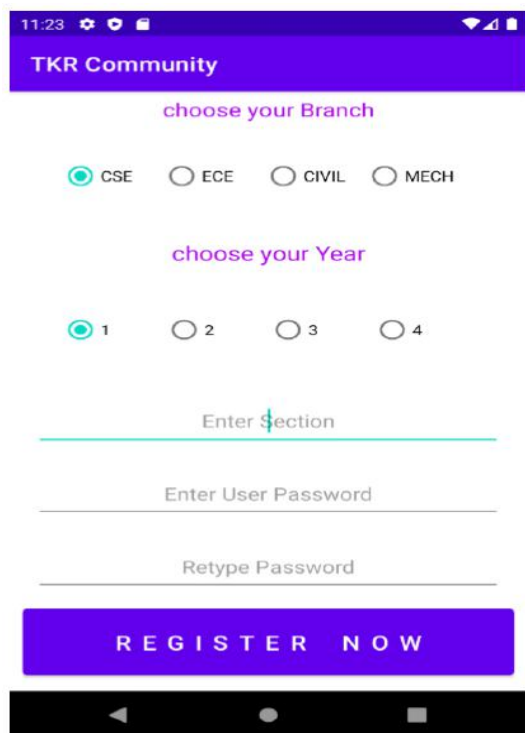 11:23
TKR Community
choose your Branch
CSE ECE CIVIL MECH
choose your Year
1 2 3 4
Enter Section
Enter User Password
Retype Password
REGISTER NOW